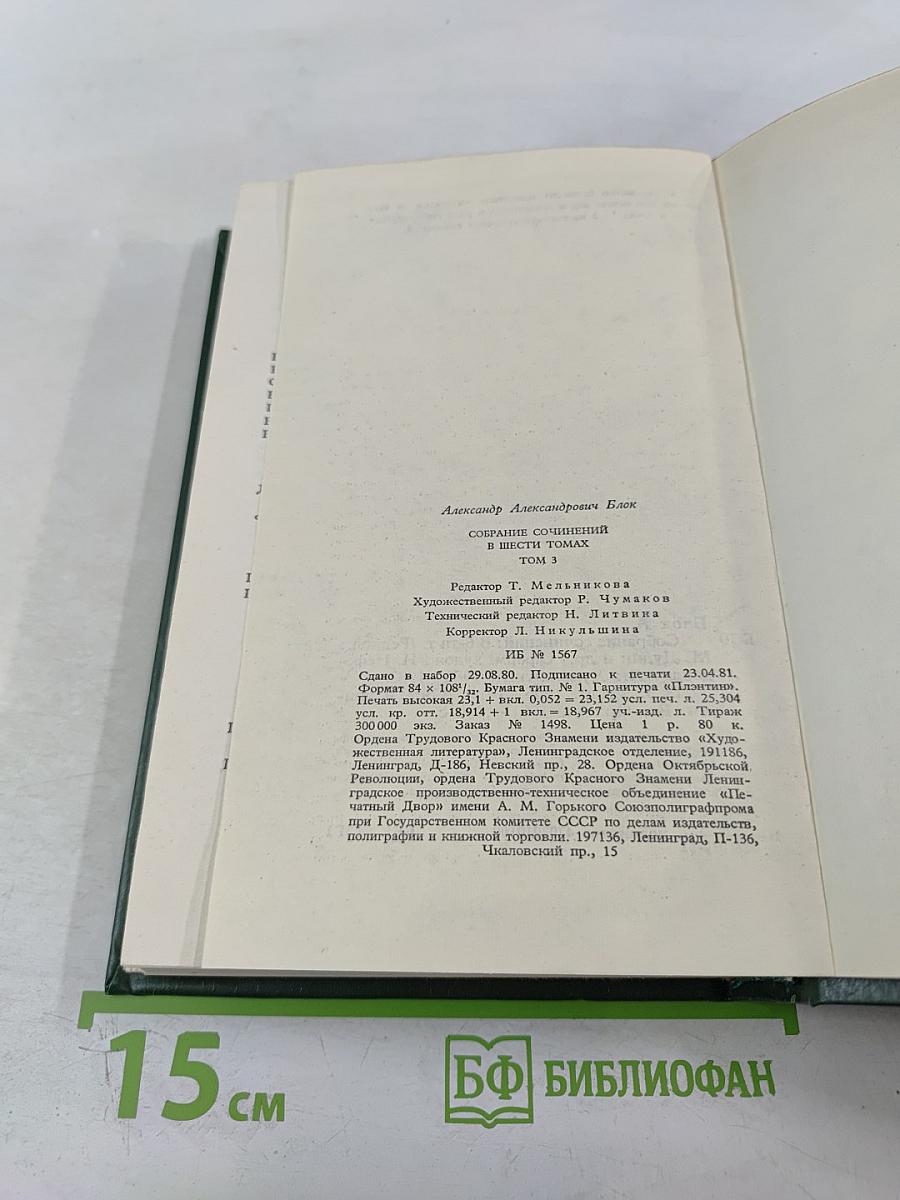 Александр Александрович Блок
СОБРАНИЕ СОЧИНЕНИЙ
В ШЕСТИ ТОМАХ
ТОМ 3
Редактор Т. Мельникова
Художественный редактор Р. Чумаков
Технический редактор Н. Литвина
Корректор Л. Никульшина
ИБ № 1567
Сдано в набор 29.08.80. Подписано к печати 23.04.81.
Формат 84 × 108¹/₃₂. Бумага тип. № 1. Гарнитура «Плэнтин».
Печать высокая 23,1 + вкл. 0,052 = 23,152 усл. печ. л. 25,304
усл. кр. отт. 18,914 + 1 вкл. = 18,967 уч.-изд. л. Тираж
300 000 экз. Заказ № 1498. Цена 1 р. 80 к.
Ордена Трудового Красного Знамени издательство «Худо-
жественная литература», Ленинградское отделение, 191186,
Ленинград, Д-186, Невский пр., 28. Ордена Октябрьской
Революции, ордена Трудового Красного Знамени Ленин-
градское производственно-техническое объединение «Пе-
чатный Двор» имени А. М. Горького Союзполиграфпрома
при Государственном комитете СССР по делам издательств,
полиграфии и книжной торговли. 197136, Ленинград, П-136,
Чкаловский пр., 15
15 см
БФ БИБЛИОФАН